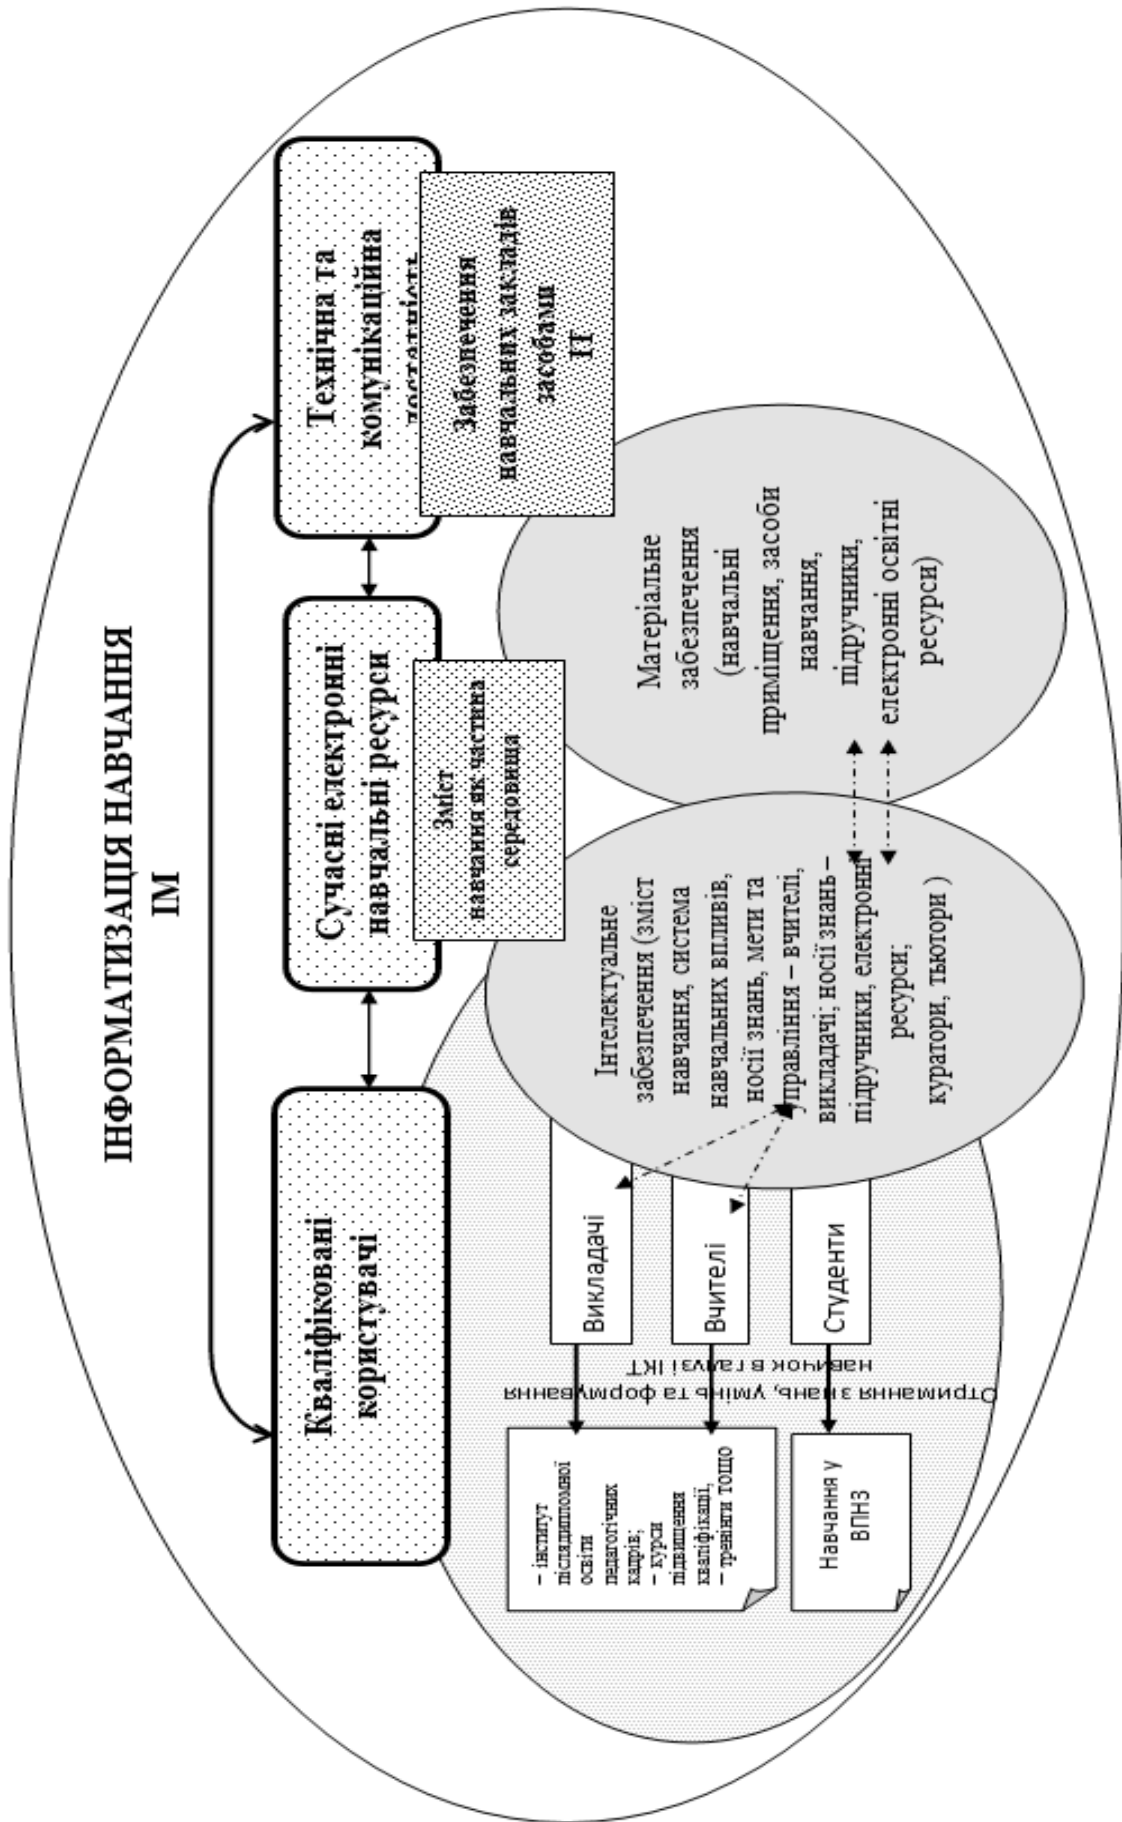 ІНФОРМАТИЗАЦІЯ НАВЧАННЯ
ІМ
Кваліфіковані
користувачі
Сучасні електронні
навчальні ресурси
Технічна та
комунікаційна
Зміст
навчання як частина
середовища
Забезпечення
навчальних закладів
засобами
ІТ
– інститут
післядипломної
освіти
педагогічних
кадрів;
– курси
підвищення
кваліфікації,
– тренінги тощо
Навчання у
ВПНЗ
Отримання знань, умінь та формування
навичок в галузі ІКТ
Викладачі
Вчителі
Студенти
Інтелектуальне
забезпечення (зміст
навчання, система
навчальних впливів,
носії знань, мети та
управління – вчителі,
викладачі; носії знань –
підручники, електронні
ресурси;
куратори, тьютори )
Матеріальне
забезпечення
(навчальні
приміщення, засоби
навчання,
підручники,
електронні освітні
ресурси)